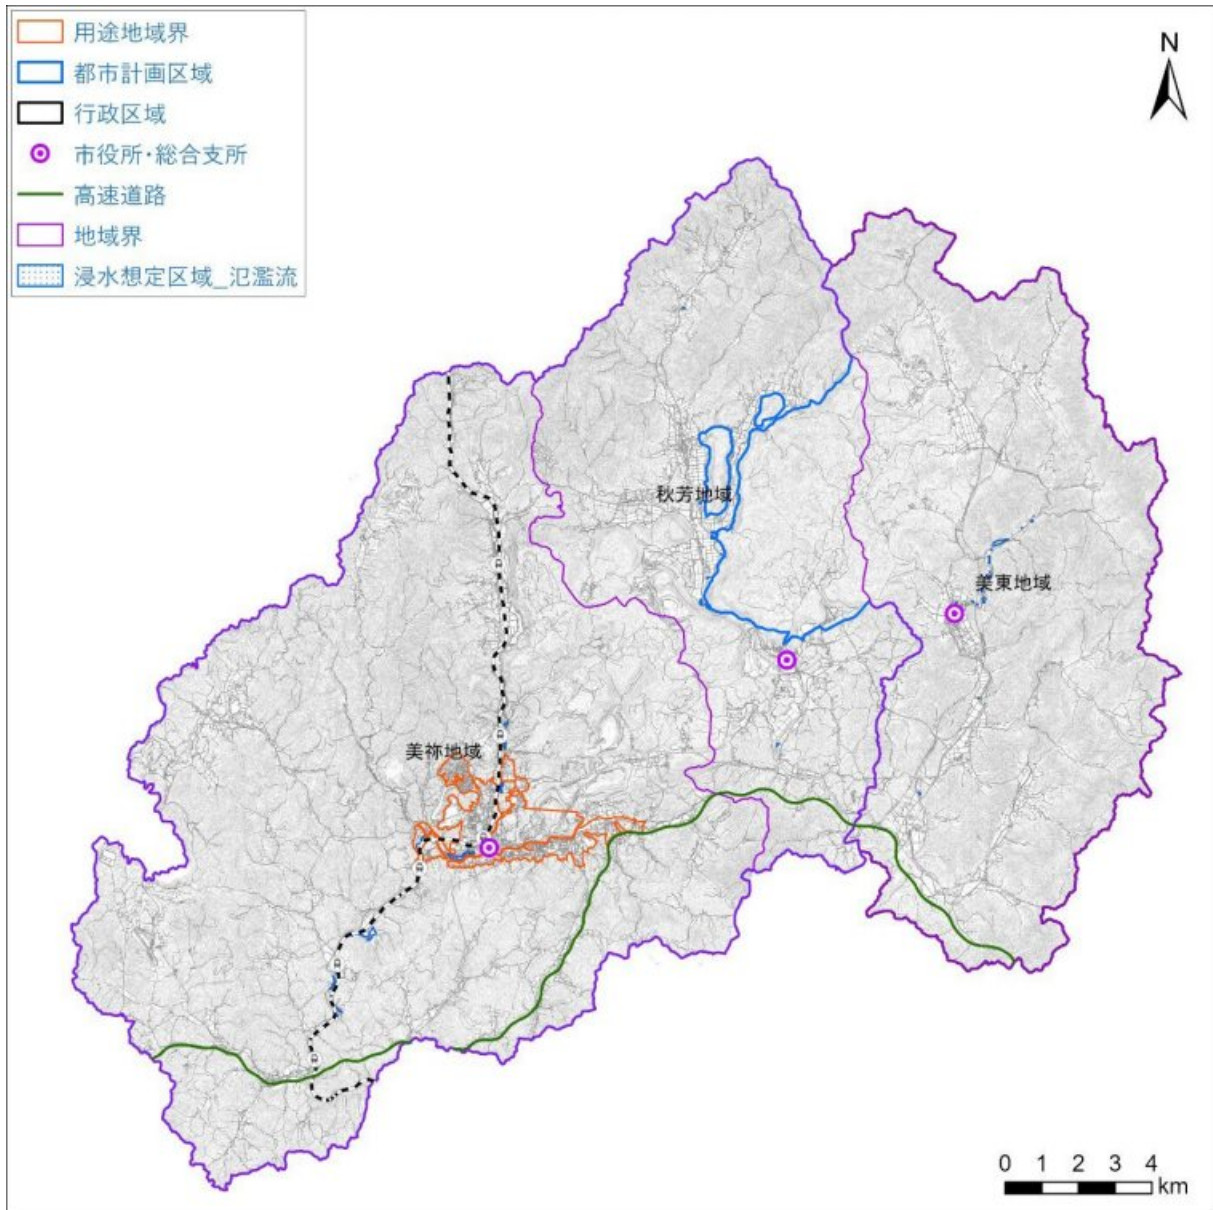 用途地域界
都市計画区域
行政区域
市役所・総合支所
高速道路
地域界
浸水想定区域_氾濫流
N
秋芳地域
美東地域
美祢地域
0 1 2 3 4
km